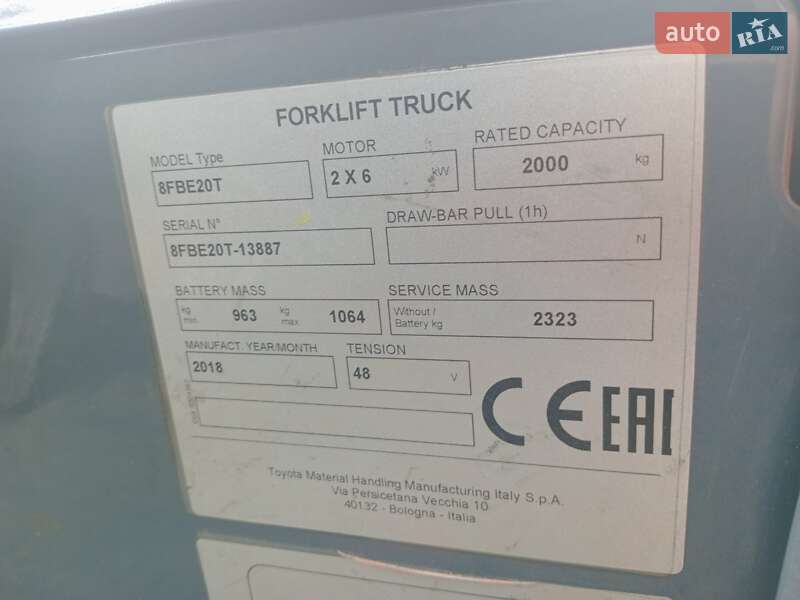 auto RIA .com
FORKLIFT TRUCK
MODEL Type
8FBE20T
MOTOR
2 X 6 kW
RATED CAPACITY
2000 kg
SERIAL N°
8FBE20T-13887
DRAW-BAR PULL (1h)
N
BATTERY MASS
kg min. 963 kg max. 1064
SERVICE MASS
Without / Battery kg 2323
MANUFACT. YEAR/MONTH
2018
TENSION
48 V
CE EAC
Toyota Material Handling Manufacturing Italy S.p.A.
Via Persicetana Vecchia 10
40132 - Bologna - Italia